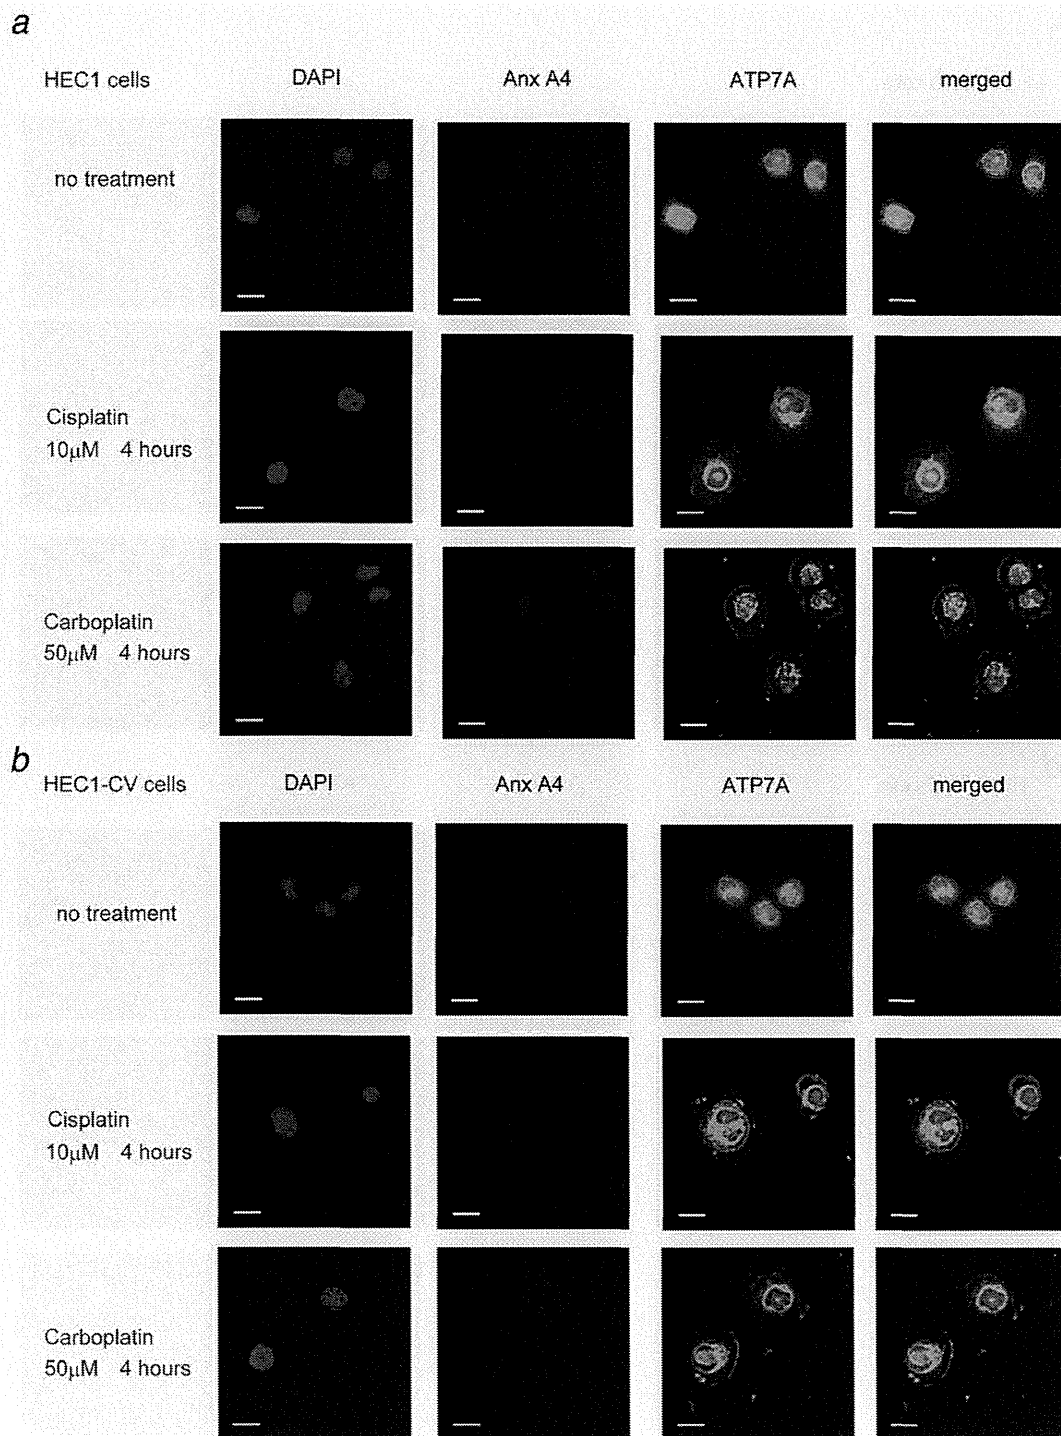 a
HEC1 cells DAPI Anx A4 ATP7A merged
no treatment
Cisplatin
10μM 4 hours
Carboplatin
50μM 4 hours
b
HEC1-CV cells DAPI Anx A4 ATP7A merged
no treatment
Cisplatin
10μM 4 hours
Carboplatin
50μM 4 hours